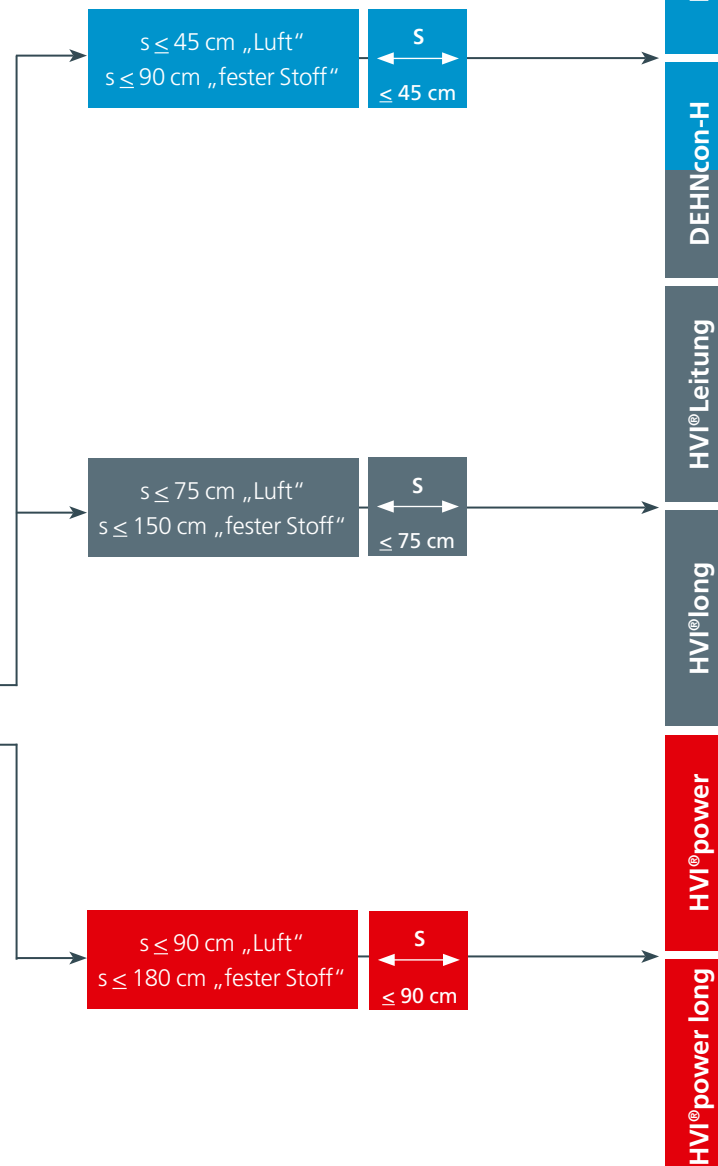 s ≤ 45 cm „Luft“
s ≤ 90 cm „fester Stoff“
S
≤ 45 cm
DEHNcon-H
HVI®Leitung
s ≤ 75 cm „Luft“
s ≤ 150 cm „fester Stoff“
S
≤ 75 cm
HVI®long
HVI®power
s ≤ 90 cm „Luft“
s ≤ 180 cm „fester Stoff“
S
≤ 90 cm
HVI®power long